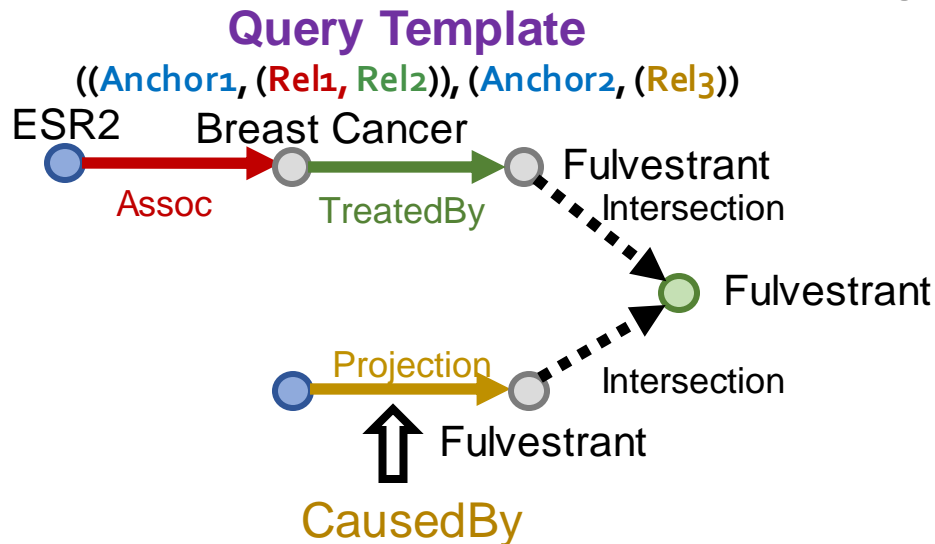 Query Template
((Anchor1, (Rel1, Rel2)), (Anchor2, (Rel3))
ESR2
Breast Cancer
Fulvestrant
Assoc
TreatedBy
Intersection
Fulvestrant
Projection
Intersection
Fulvestrant
CausedBy